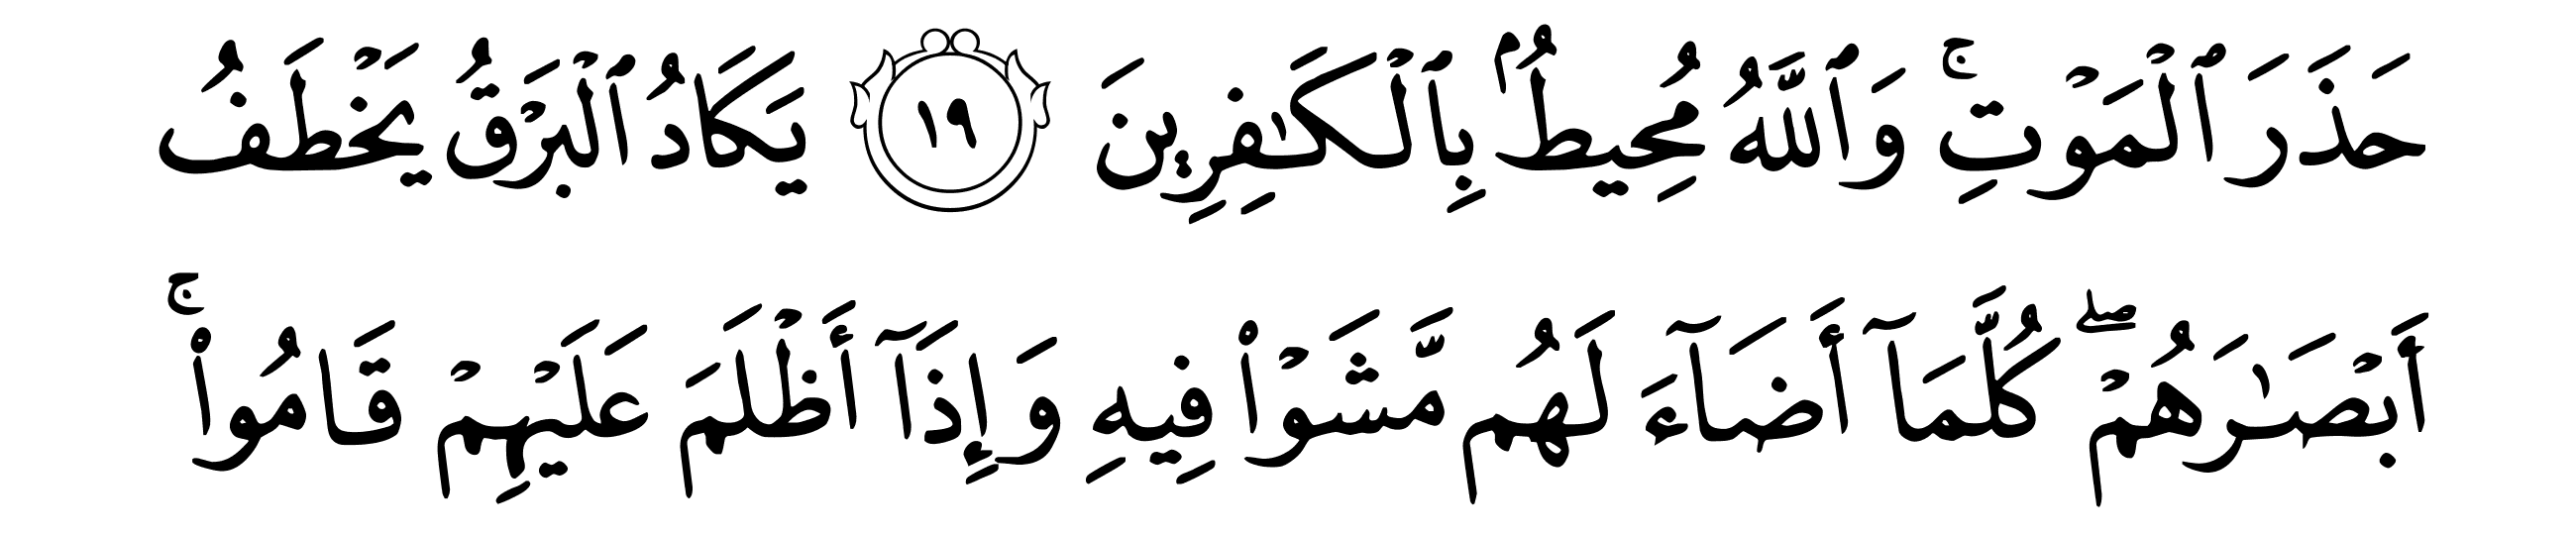 حَذَرَ ٱلْمَوْتِ ۚ وَٱللَّهُ مُحِيطٌۢ بِٱلْكَـٰفِرِينَ ١٩ يَكَادُ ٱلْبَرْقُ يَخْطَفُ
أَبْصَـٰرَهُمْ ۖ كُلَّمَآ أَضَآءَ لَهُم مَّشَوْا۟ فِيهِ وَإِذَآ أَظْلَمَ عَلَيْهِمْ قَامُوا۟ ۚ